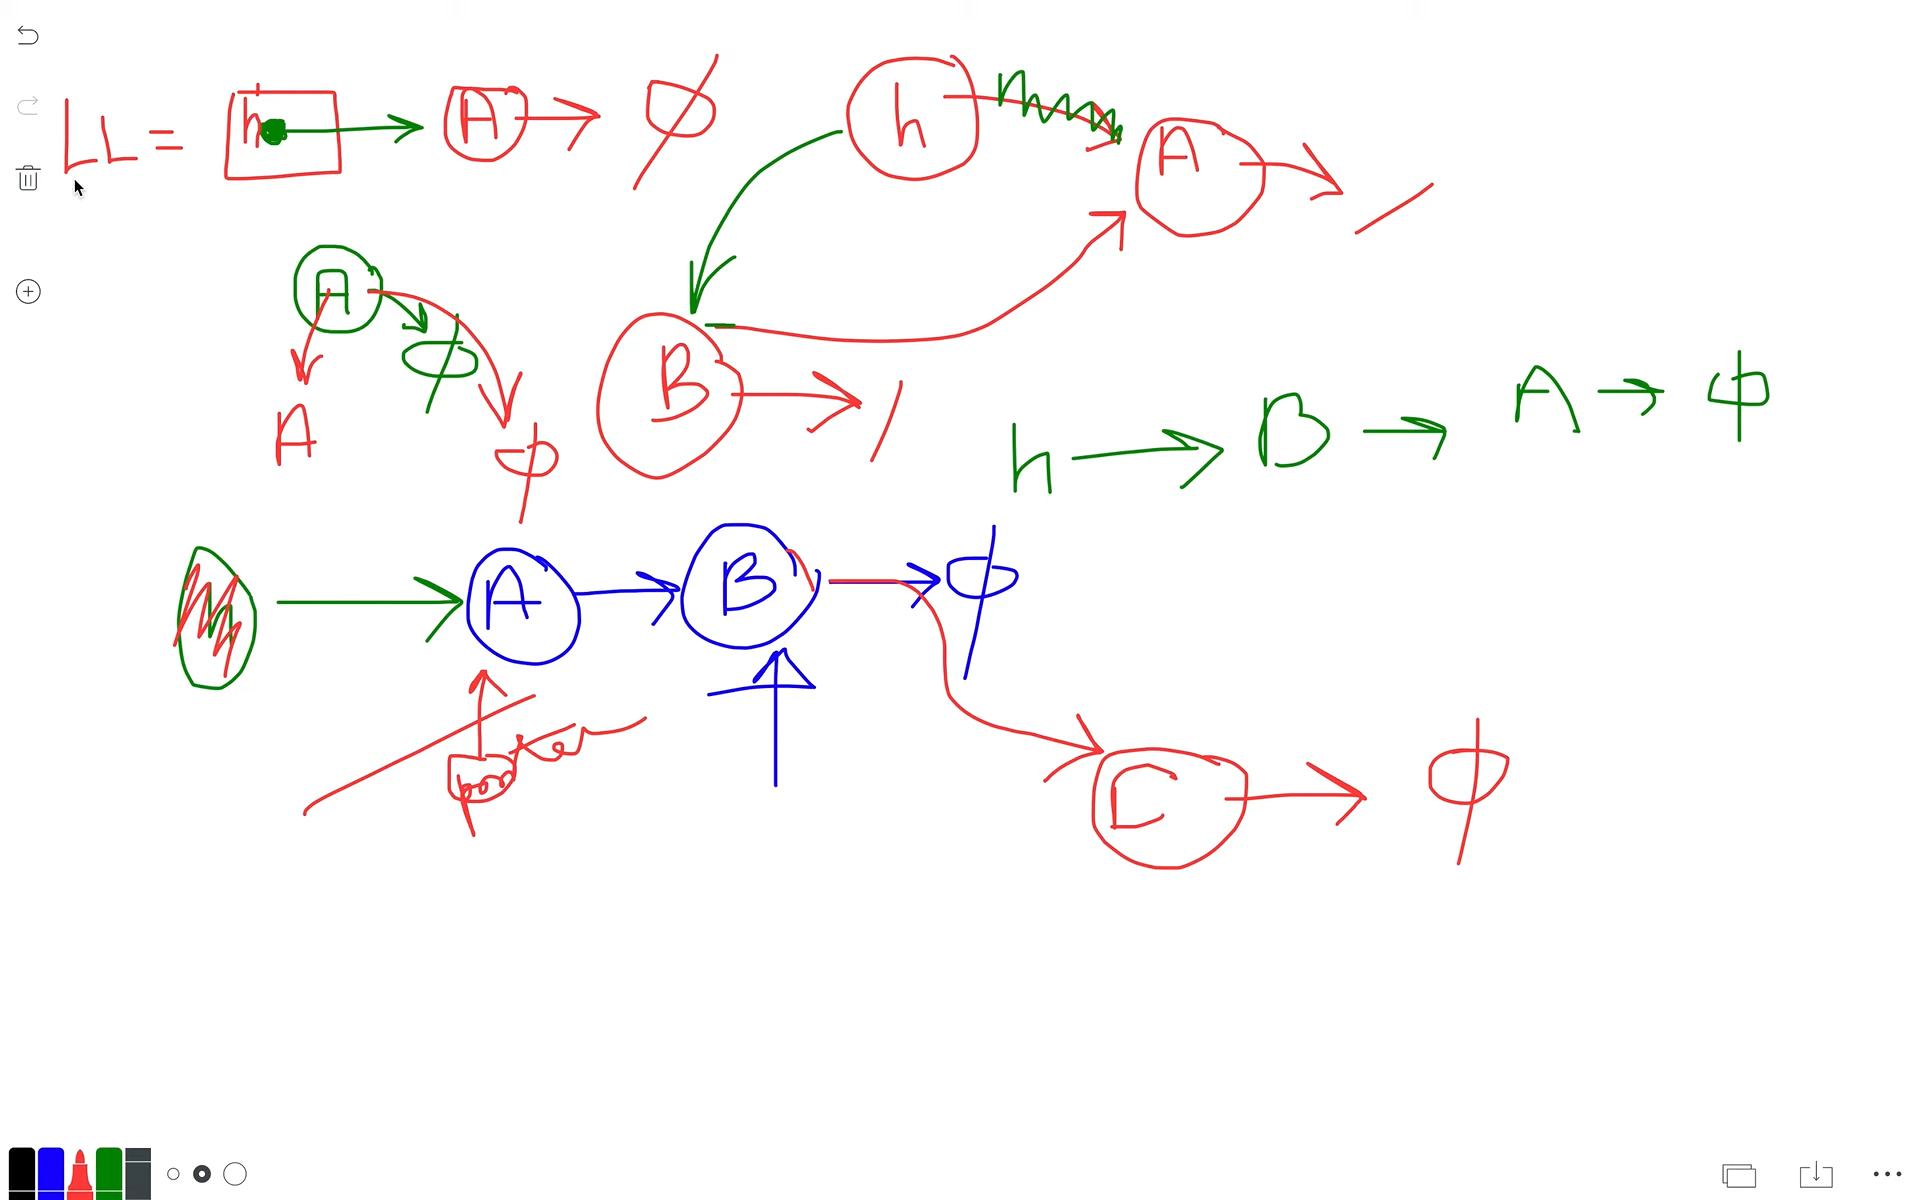 LL = h → A → ϕ
h A
A ϕ
B
A ϕ
h → B → A → ϕ
A → B → ϕ
C → ϕ